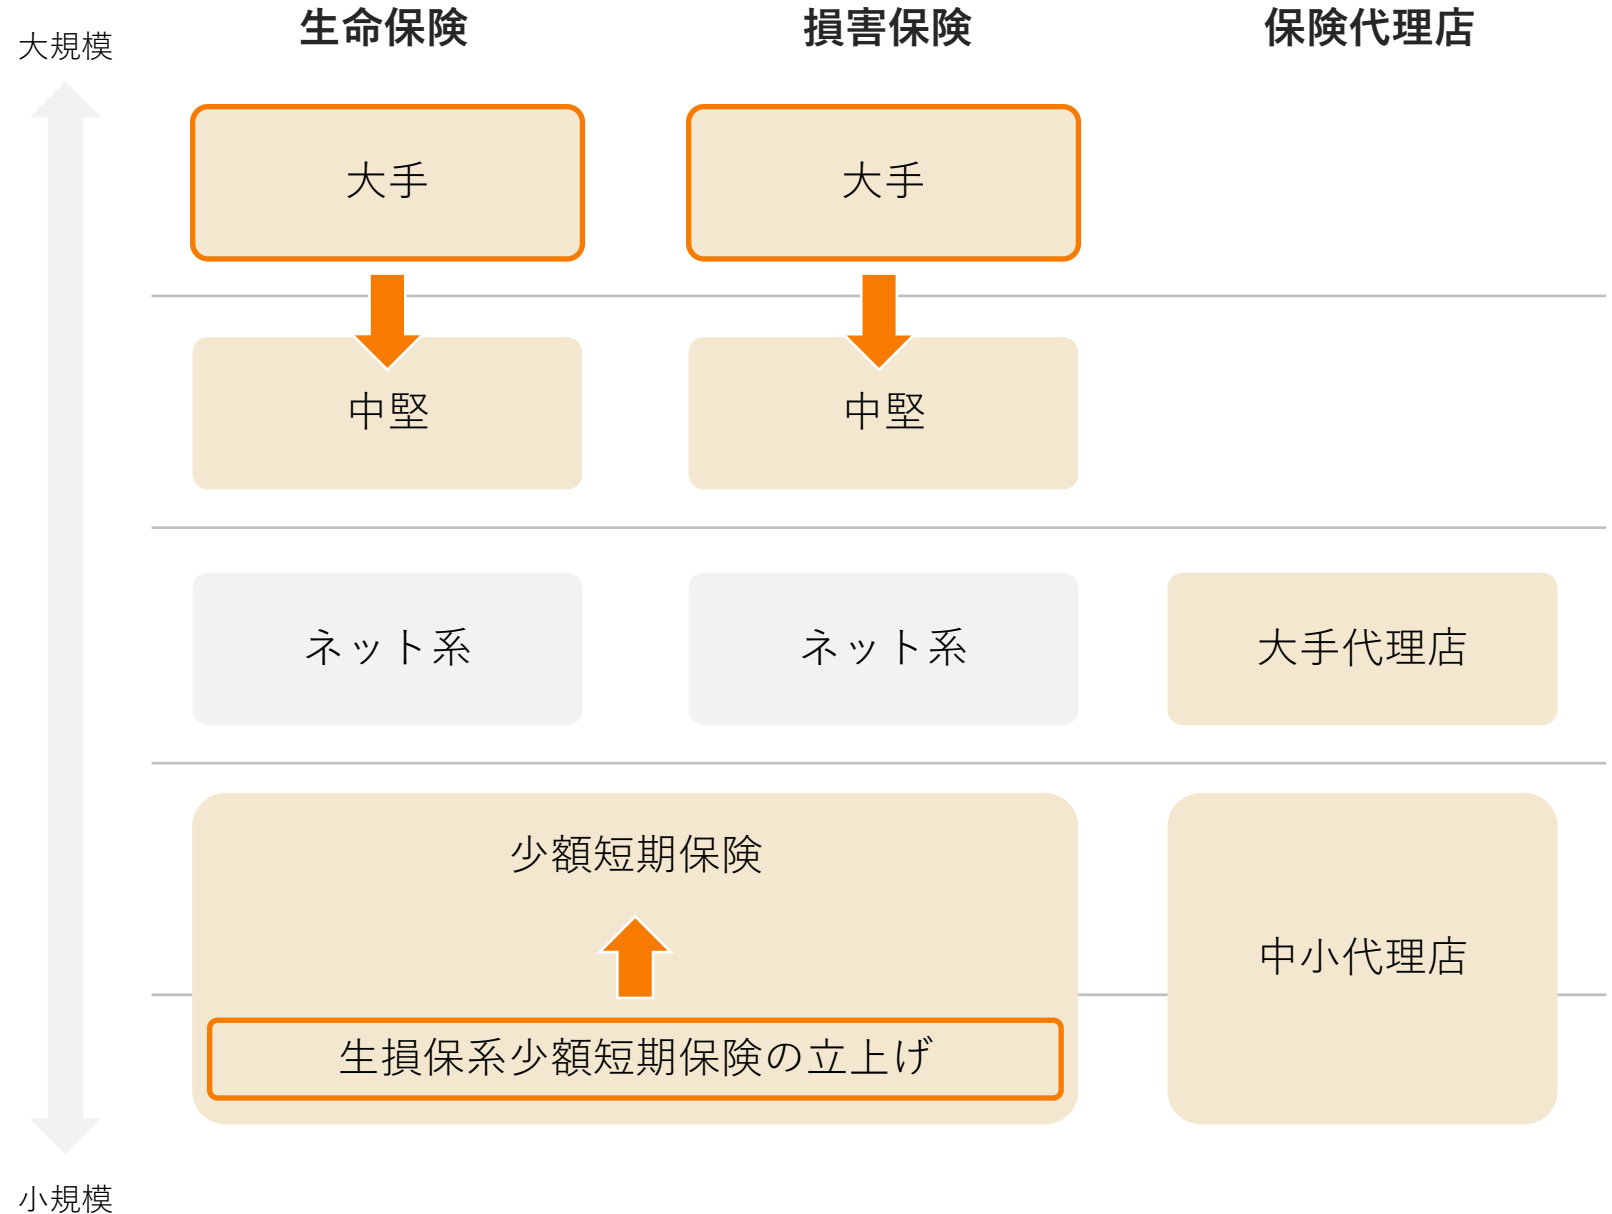 大規模
生命保険
損害保険
保険代理店
大手
大手
中堅
中堅
ネット系
ネット系
大手代理店
少額短期保険
中小代理店
生損保系少額短期保険の立上げ
小規模